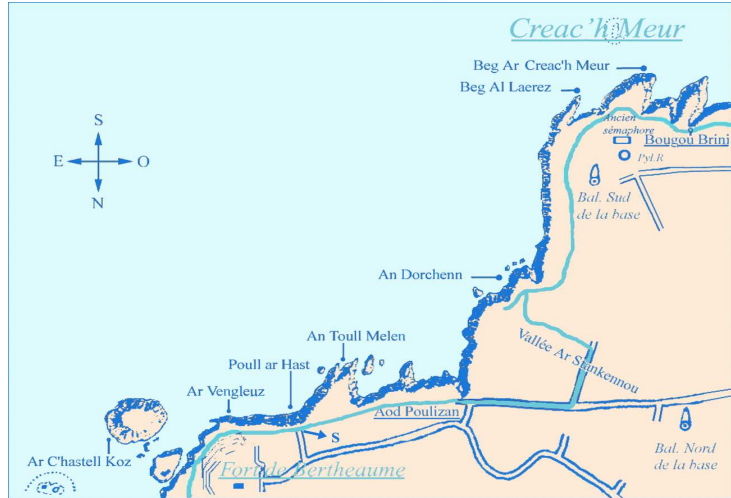 Creac'h Meur
Beg Ar Creac'h Meur
Beg Al Laerez
Ancien
sémaphore
Bougou Brini
Pyl.R
S
E O
N
Bal. Sud
de la base
An Dorchenn
Vallée Ar Stankennou
An Toull Melen
Poull ar Hast
Ar Vengleuz
Aod Poulizan
S
Ar C'hastell Koz
Fort de Bertheaume
Bal. Nord
de la base